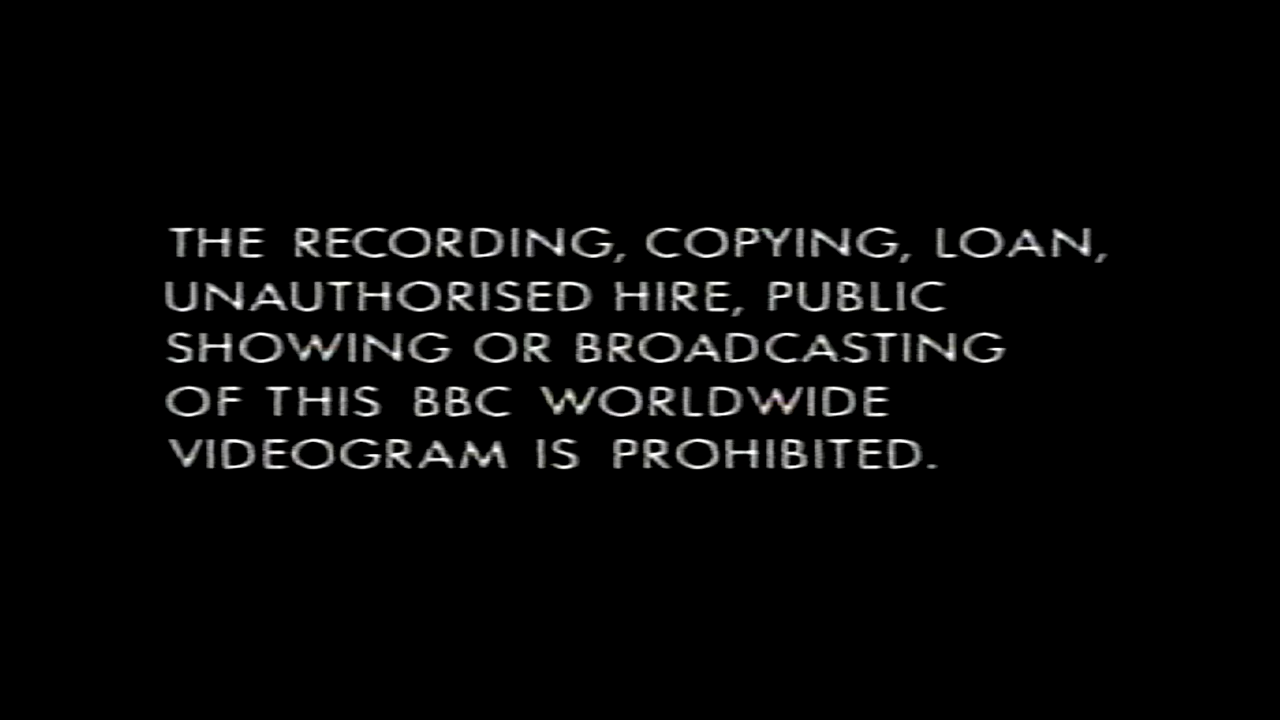 THE RECORDING, COPYING, LOAN,
UNAUTHORISED HIRE, PUBLIC
SHOWING OR BROADCASTING
OF THIS BBC WORLDWIDE
VIDEOGRAM IS PROHIBITED.